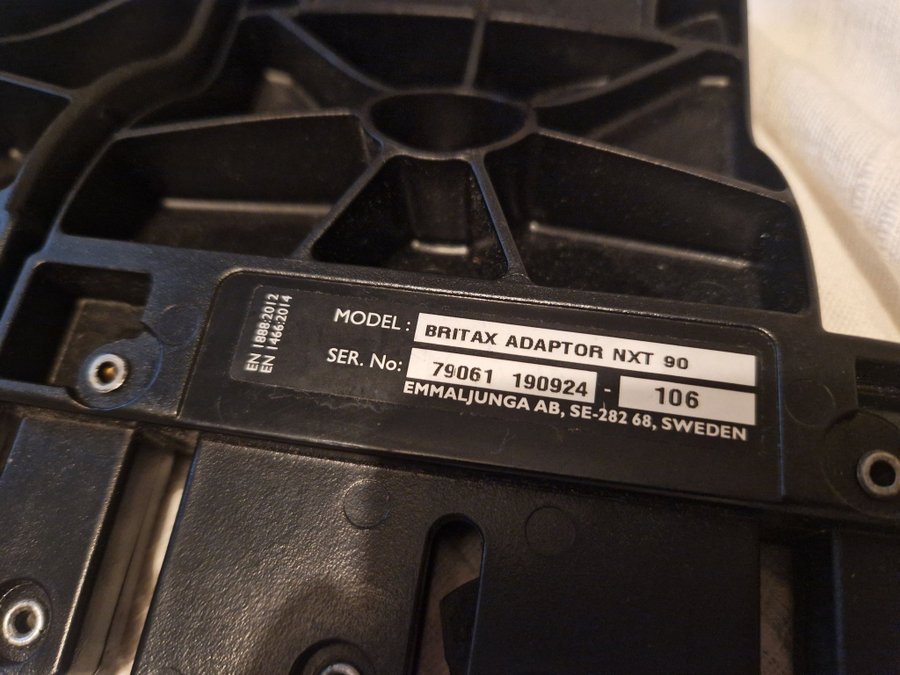 EN 1888:2012
EN 1466:2014
MODEL: BRITAX ADAPTOR NXT 90
SER. No: 79061 190924 - 106
EMMALJUNGA AB, SE-282 68, SWEDEN